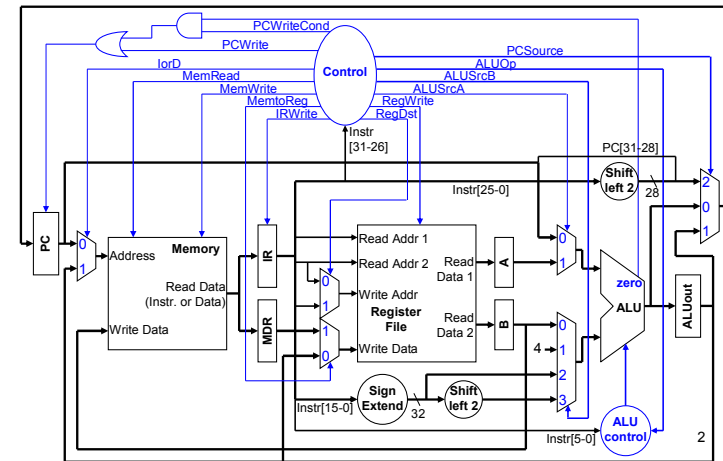 PCWriteCond
PCWrite
PCSource
IorD
ALUOp
MemRead
Control
ALUSrcB
MemWrite
ALUSrcA
MemtoReg
RegWrite
IRWrite
RegDst
Instr
[31-26]
PC[31-28]
Instr[25-0]
Shift
left 2
28
2
0
1
PC
0
1
Address
Memory
Read Data
(Instr. or Data)
Write Data
IR
MDR
Read Addr 1
Read Addr 2
Write Addr
Register
File
Write Data
Read
Data 1
Read
Data 2
0
1
1
0
A
B
0
1
4
0
1
2
3
zero
ALU
ALUout
Instr[15-0]
Sign
Extend
32
Shift
left 2
Instr[5-0]
ALU
control
2